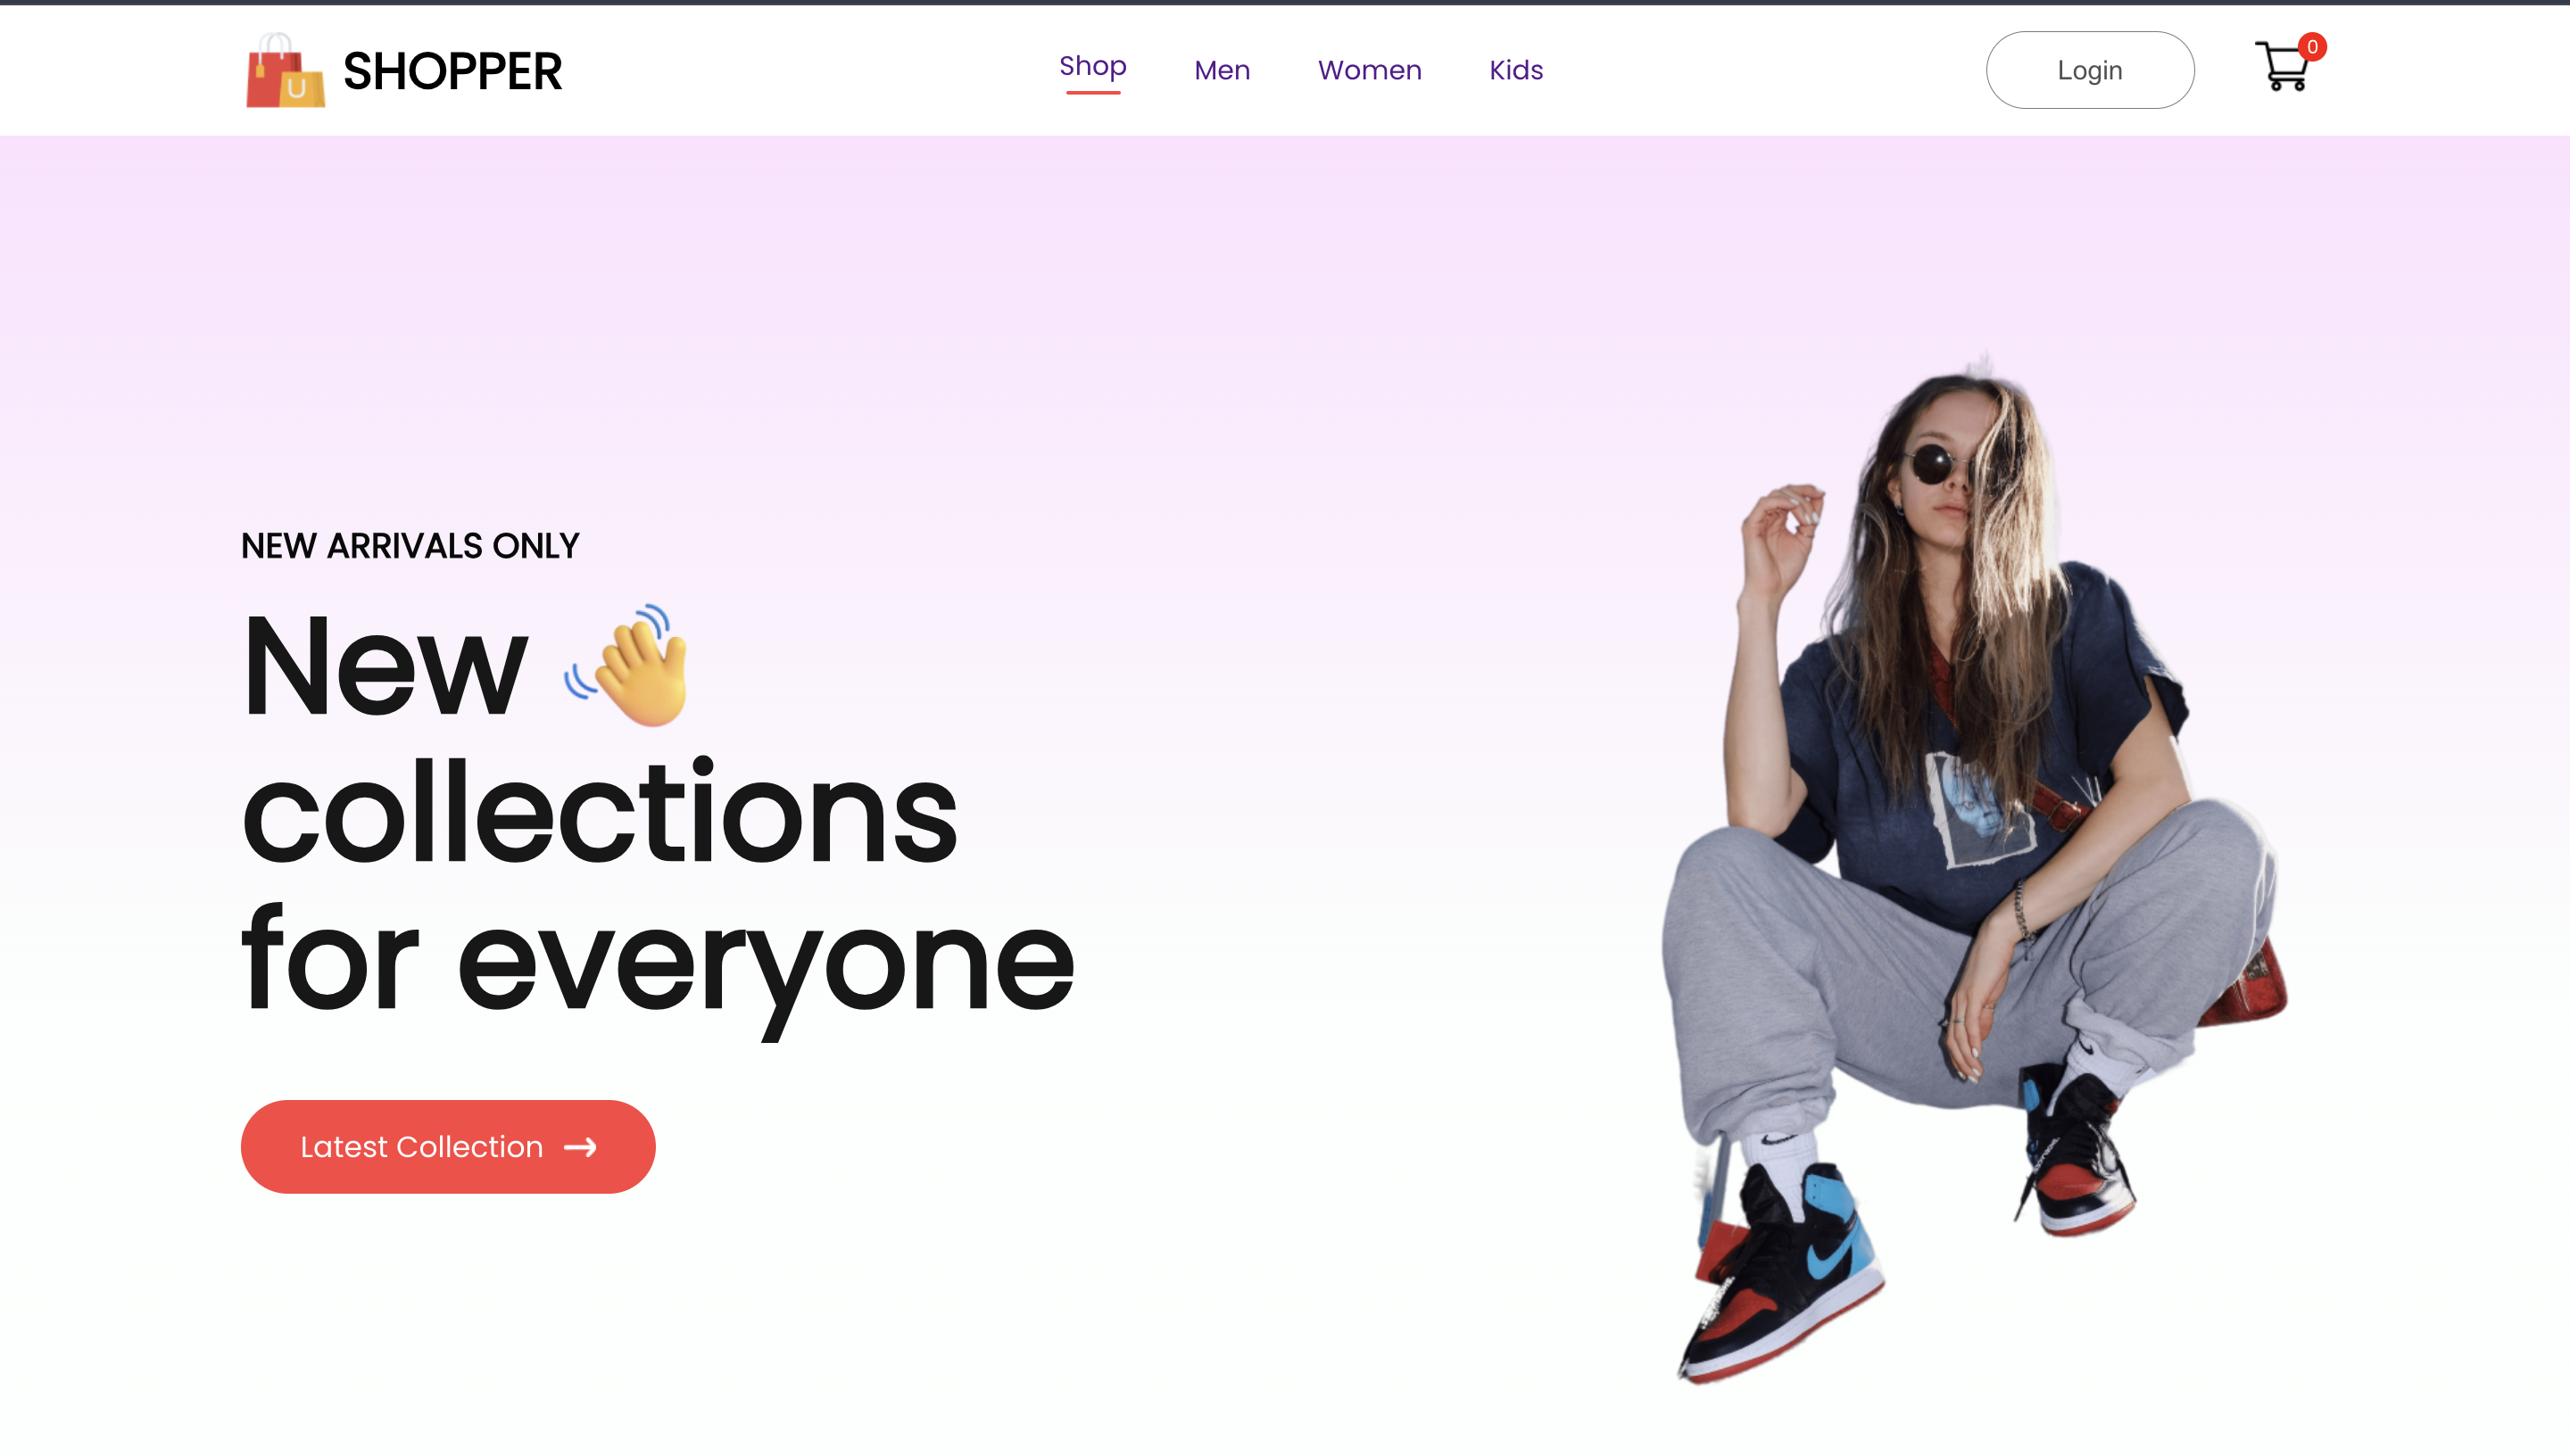 SHOPPER
Shop
Men
Women
Kids
Login
0
U
NEW ARRIVALS ONLY
New 👋
collections
for everyone
Latest Collection →